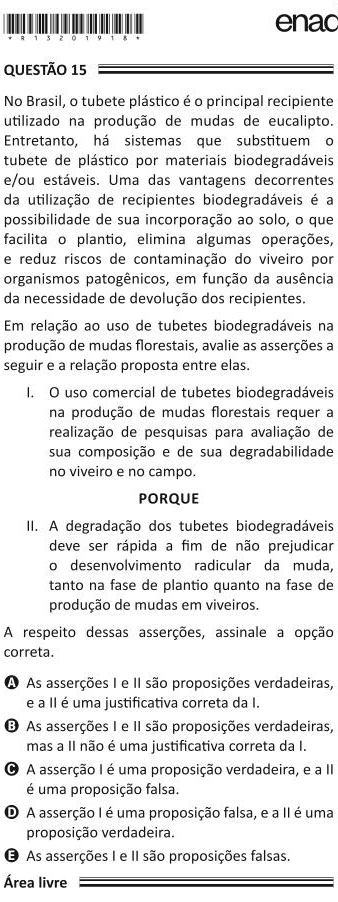 * R 1 3 2 0 1 9 1 8 *
enad
QUESTÃO 15
No Brasil, o tubete plástico é o principal recipiente
utilizado na produção de mudas de eucalipto.
Entretanto, há sistemas que substituem o
tubete de plástico por materiais biodegradáveis
e/ou estáveis. Uma das vantagens decorrentes
da utilização de recipientes biodegradáveis é a
possibilidade de sua incorporação ao solo, o que
facilita o plantio, elimina algumas operações,
e reduz riscos de contaminação do viveiro por
organismos patogênicos, em função da ausência
da necessidade de devolução dos recipientes.
Em relação ao uso de tubetes biodegradáveis na
produção de mudas florestais, avalie as asserções a
seguir e a relação proposta entre elas.
I. O uso comercial de tubetes biodegradáveis
na produção de mudas florestais requer a
realização de pesquisas para avaliação de
sua composição e de sua degradabilidade
no viveiro e no campo.
PORQUE
II. A degradação dos tubetes biodegradáveis
deve ser rápida a fim de não prejudicar
o desenvolvimento radicular da muda,
tanto na fase de plantio quanto na fase de
produção de mudas em viveiros.
A respeito dessas asserções, assinale a opção
correta.
A As asserções I e II são proposições verdadeiras,
e a II é uma justificativa correta da I.
B As asserções I e II são proposições verdadeiras,
mas a II não é uma justificativa correta da I.
C A asserção I é uma proposição verdadeira, e a II
é uma proposição falsa.
D A asserção I é uma proposição falsa, e a II é uma
proposição verdadeira.
E As asserções I e II são proposições falsas.
Área livre